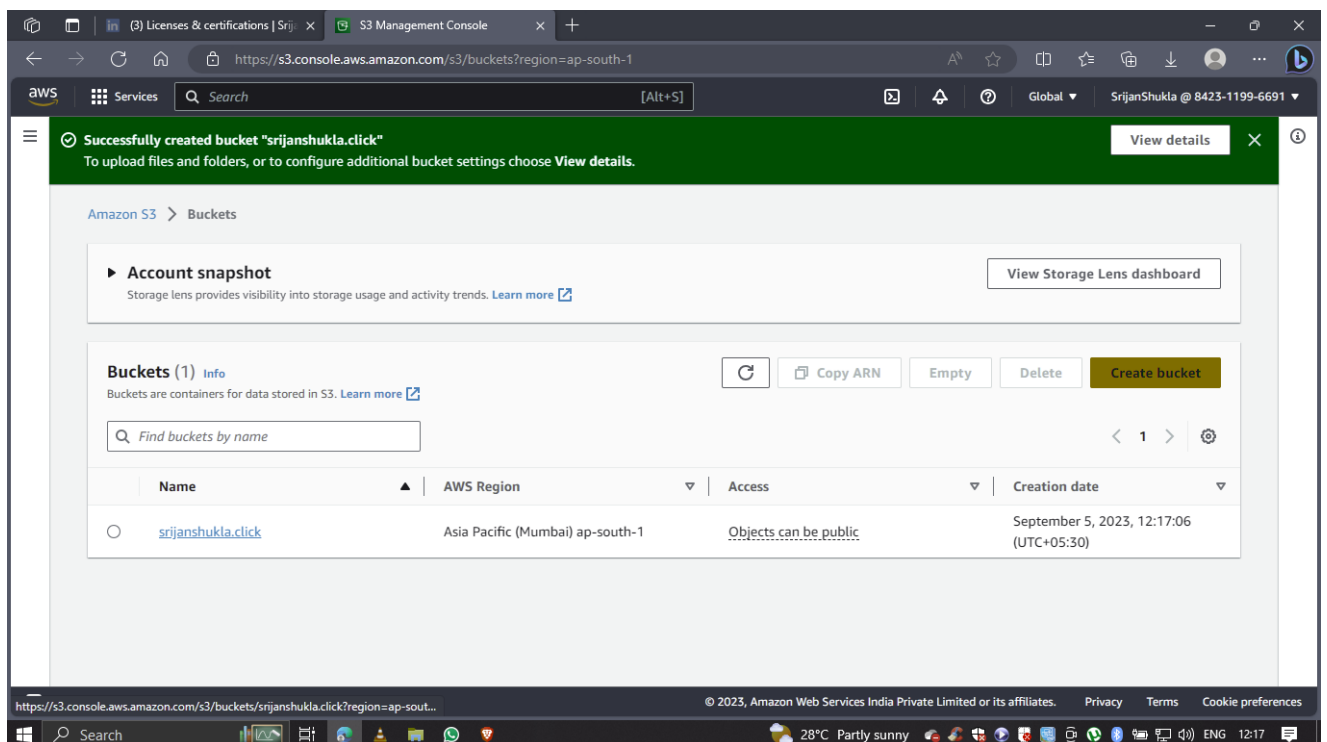 (3) Licenses & certifications | Srij
S3 Management Console
https://s3.console.aws.amazon.com/s3/buckets?region=ap-south-1
aws
Services
Search
[Alt+S]
Global
SrijanShukla @ 8423-1199-6691
Successfully created bucket "srijanshukla.click"
To upload files and folders, or to configure additional bucket settings choose View details.
View details
Amazon S3 > Buckets
Account snapshot
Storage lens provides visibility into storage usage and activity trends. Learn more
View Storage Lens dashboard
Buckets (1) Info
Buckets are containers for data stored in S3. Learn more
Copy ARN
Empty
Delete
Create bucket
Find buckets by name
1
Name AWS Region Access Creation date
srijanshukla.click Asia Pacific (Mumbai) ap-south-1 Objects can be public September 5, 2023, 12:17:06
(UTC+05:30)
https://s3.console.aws.amazon.com/s3/buckets/srijanshukla.click?region=ap-sout...
© 2023, Amazon Web Services India Private Limited or its affiliates. Privacy Terms Cookie preferences
Search
28°C Partly sunny
ENG
12:17